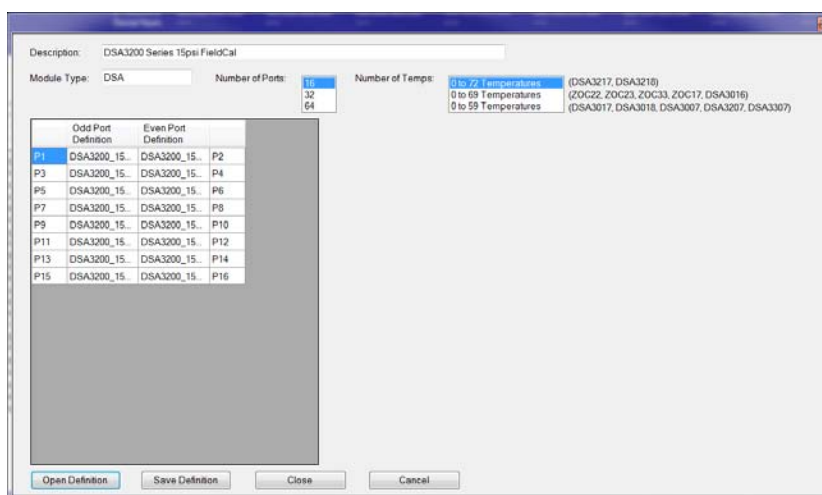 Description: DSA3200 Series 15psi FieldCal
Module Type: DSA Number of Ports: 16 Number of Temps: 0 to 72 Temperatures (DSA3217, DSA3218)
32 0 to 69 Temperatures (ZOC22, ZOC23, ZOC33, ZOC17, DSA3016)
64 0 to 59 Temperatures (DSA3017, DSA3018, DSA3007, DSA3207, DSA3307)
Odd Port Even Port
Definition Definition
P1 DSA3200_15... DSA3200_15... P2
P3 DSA3200_15... DSA3200_15... P4
P5 DSA3200_15... DSA3200_15... P6
P7 DSA3200_15... DSA3200_15... P8
P9 DSA3200_15... DSA3200_15... P10
P11 DSA3200_15... DSA3200_15... P12
P13 DSA3200_15... DSA3200_15... P14
P15 DSA3200_15... DSA3200_15... P16
Open Definition Save Definition Close Cancel